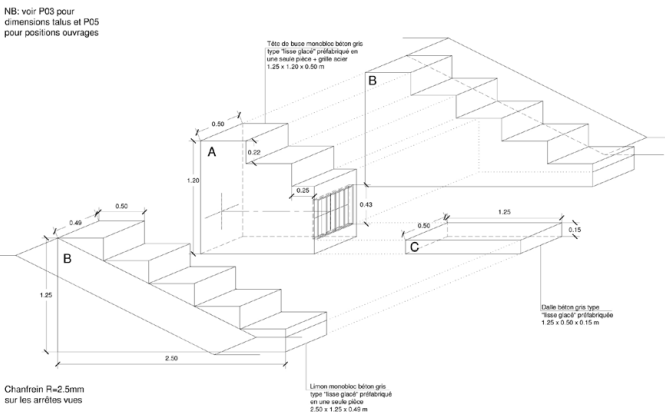 NB: voir P03 pour
dimensions talus et P05
pour positions ouvrages
Tête de buse monobloc béton gris
type "lisse glacé" préfabriqué en
une seule pièce + grille acier
1.25 x 1.20 x 0.50 m
B
0.50
A
0.22
1.20
0.25
0.43
0.50
1.25
0.15
C
0.49
0.50
B
1.25
2.50
Dalle béton gris type
"lisse glacé" préfabriquée
1.25 x 0.50 x 0.15 m
Limon monobloc béton gris
type "lisse glacé" préfabriqué
en une seule pièce
2.50 x 1.25 x 0.49 m
Chanfrein R=2.5mm
sur les arrêtes vues